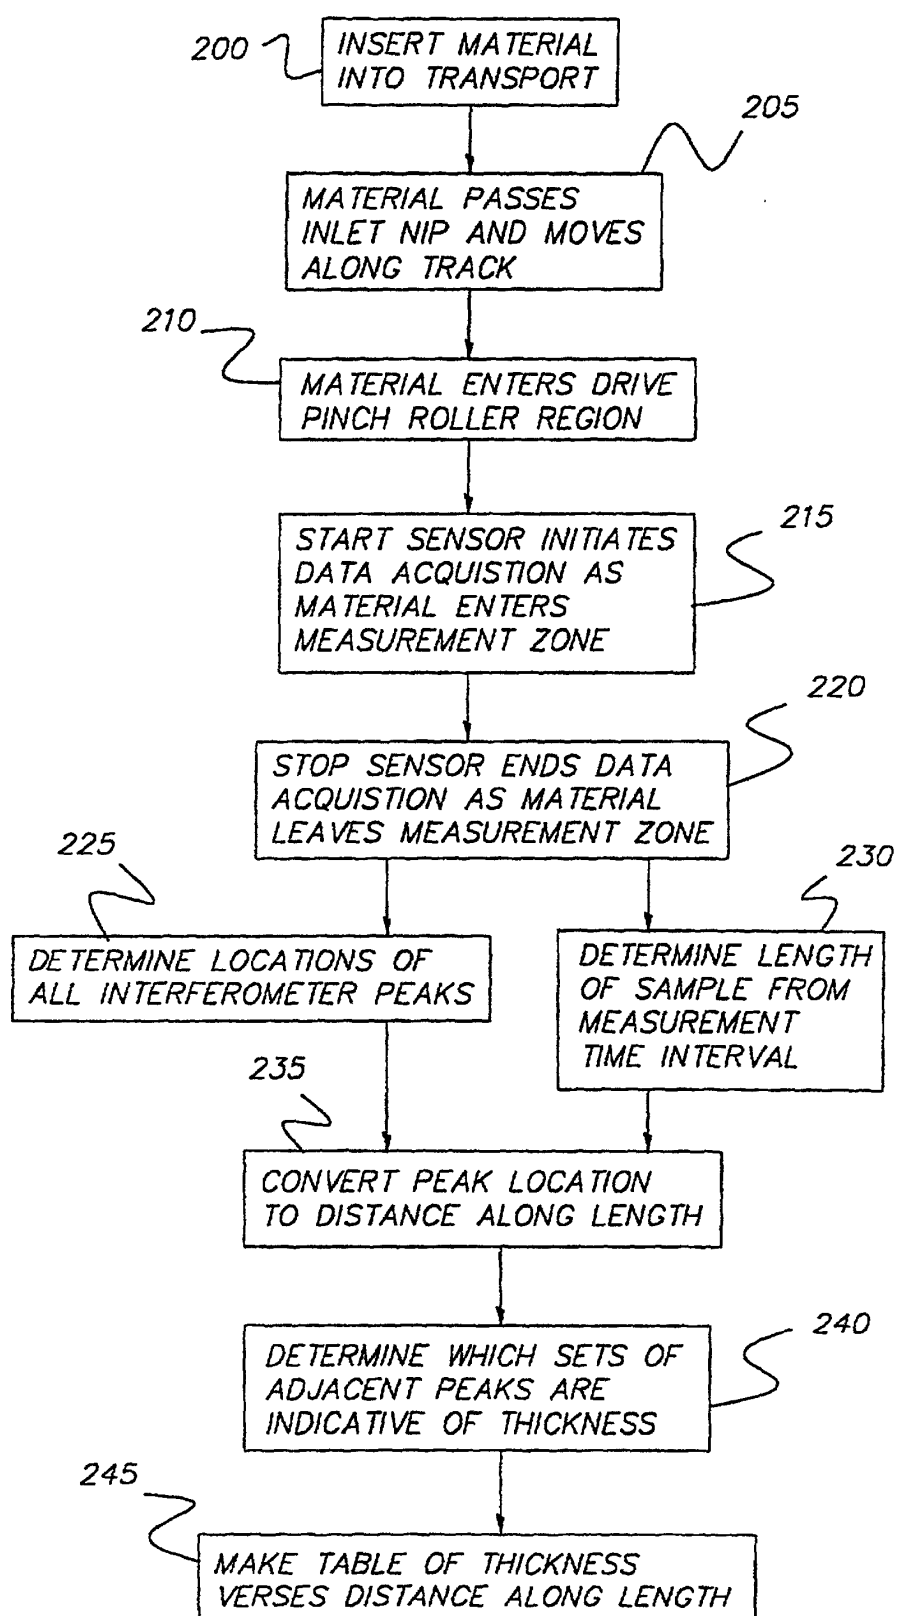 200
INSERT MATERIAL
INTO TRANSPORT
205
MATERIAL PASSES
INLET NIP AND MOVES
ALONG TRACK
210
MATERIAL ENTERS DRIVE
PINCH ROLLER REGION
215
START SENSOR INITIATES
DATA ACQUISTION AS
MATERIAL ENTERS
MEASUREMENT ZONE
220
STOP SENSOR ENDS DATA
ACQUISTION AS MATERIAL
LEAVES MEASUREMENT ZONE
225
DETERMINE LOCATIONS OF
ALL INTERFEROMETER PEAKS
230
DETERMINE LENGTH
OF SAMPLE FROM
MEASUREMENT
TIME INTERVAL
235
CONVERT PEAK LOCATION
TO DISTANCE ALONG LENGTH
240
DETERMINE WHICH SETS OF
ADJACENT PEAKS ARE
INDICATIVE OF THICKNESS
245
MAKE TABLE OF THICKNESS
VERSES DISTANCE ALONG LENGTH